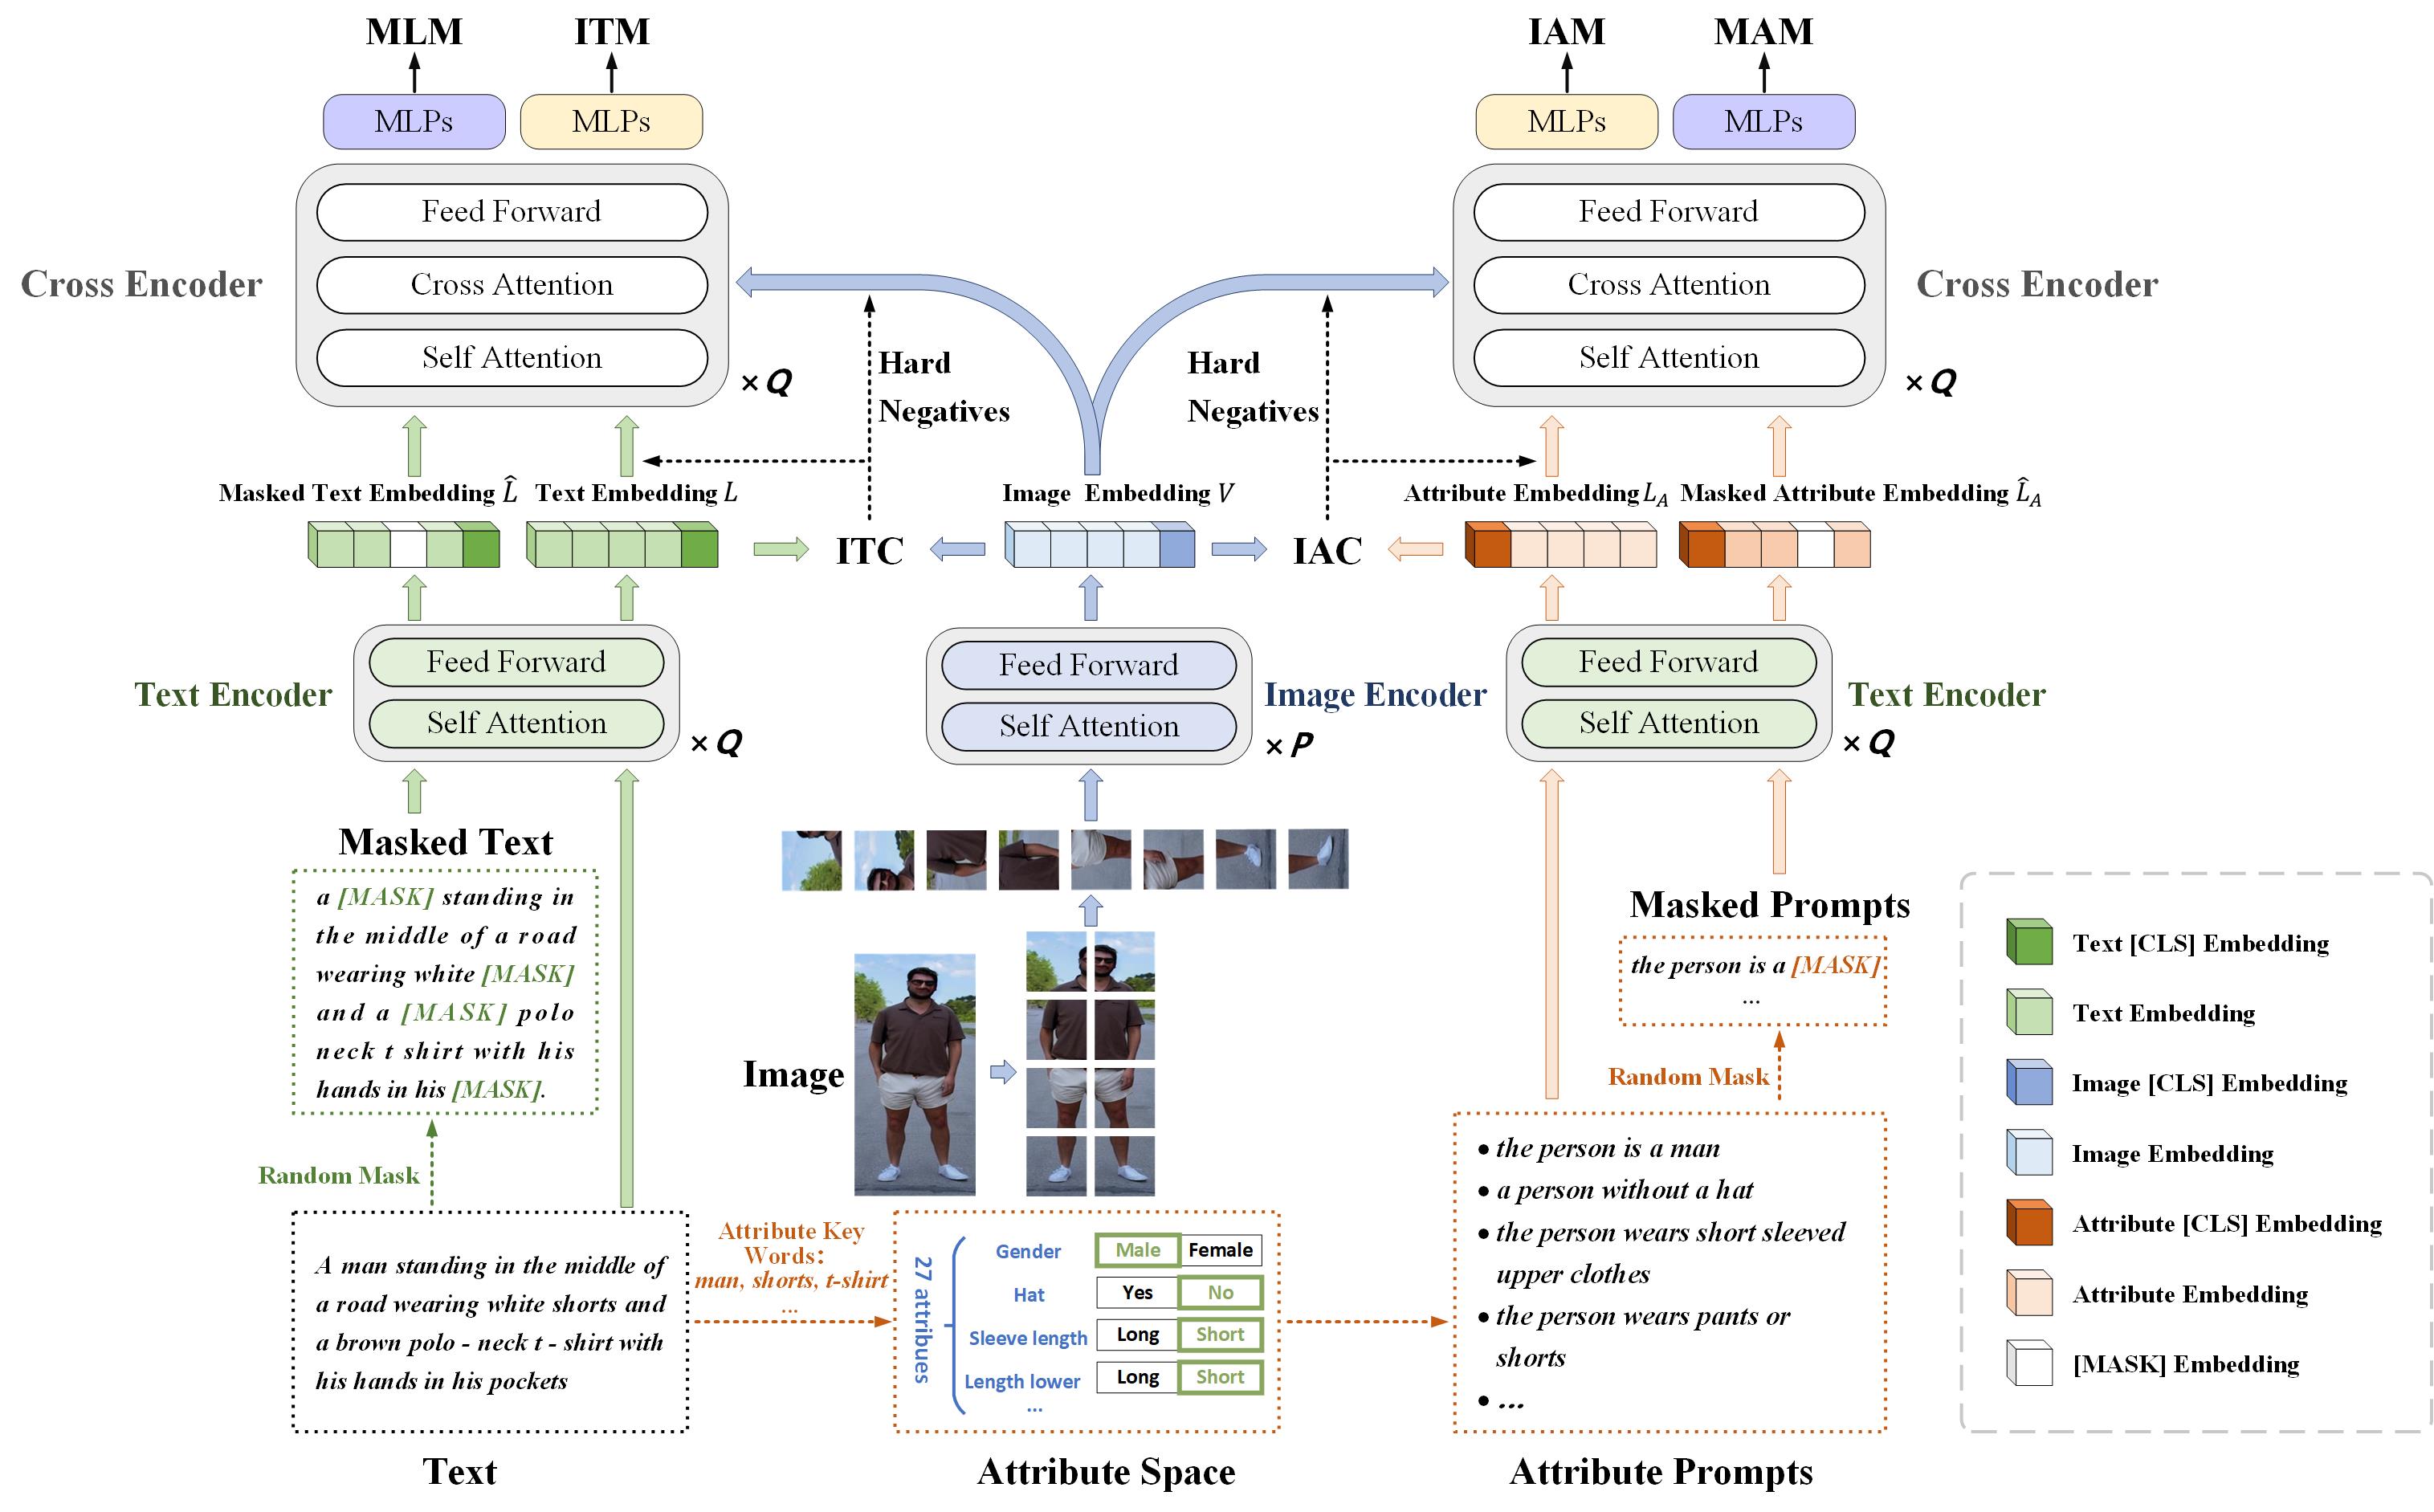 MLM
ITM
IAM
MAM
MLPs
MLPs
MLPs
MLPs
Feed Forward
Cross Attention
Self Attention
Cross Encoder
× Q
Feed Forward
Cross Attention
Self Attention
Cross Encoder
× Q
Hard
Negatives
Hard
Negatives
Masked Text Embedding L̂
Text Embedding L
Image Embedding V
Attribute Embedding L_A
Masked Attribute Embedding L̂_A
ITC
IAC
Text Encoder
Feed Forward
Self Attention
× Q
Feed Forward
Self Attention
Image Encoder
× P
Feed Forward
Self Attention
Text Encoder
× Q
Masked Text
a [MASK] standing in
the middle of a road
wearing white [MASK]
and a [MASK] polo
neck t shirt with his
hands in his [MASK].
Random Mask
A man standing in the middle of
a road wearing white shorts and
a brown polo - neck t - shirt with
his hands in his pockets
Text
Image
Attribute Key
Words:
man, shorts, t-shirt
...
27 attribues
Gender
Male
Female
Hat
Yes
No
Sleeve length
Long
Short
Length lower
Long
Short
...
Attribute Space
Masked Prompts
the person is a [MASK]
...
Random Mask
• the person is a man
• a person without a hat
• the person wears short sleeved
upper clothes
• the person wears pants or
shorts
• ...
Attribute Prompts
Text [CLS] Embedding
Text Embedding
Image [CLS] Embedding
Image Embedding
Attribute [CLS] Embedding
Attribute Embedding
[MASK] Embedding